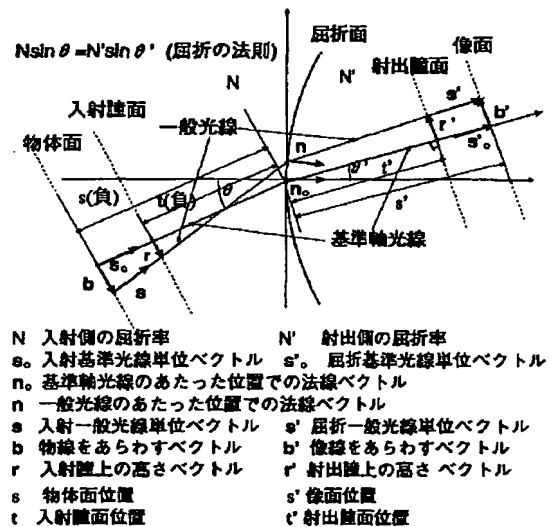 Nsinθ=N'sinθ' (屈折の法則)
屈折面
像面
N
N'
射出瞳面
入射瞳面
一般光線
物体面
s'
b'
r'
s'ₒ
n
s(負)
t(負)
θ
θ'
t'
nₒ
s'
基準軸光線
sₒ
r
b
s
N 入射側の屈折率 N' 射出側の屈折率
sₒ 入射基準光線単位ベクトル s'ₒ 屈折基準光線単位ベクトル
nₒ 基準軸光線のあたった位置での法線ベクトル
n 一般光線のあたった位置での法線ベクトル
s 入射一般光線単位ベクトル s' 屈折一般光線単位ベクトル
b 物線をあらわすベクトル b' 像線をあらわすベクトル
r 入射瞳上の高さベクトル r' 射出瞳上の高さ ベクトル
s 物体面位置 s' 像面位置
t 入射瞳面位置 t' 射出瞳面位置